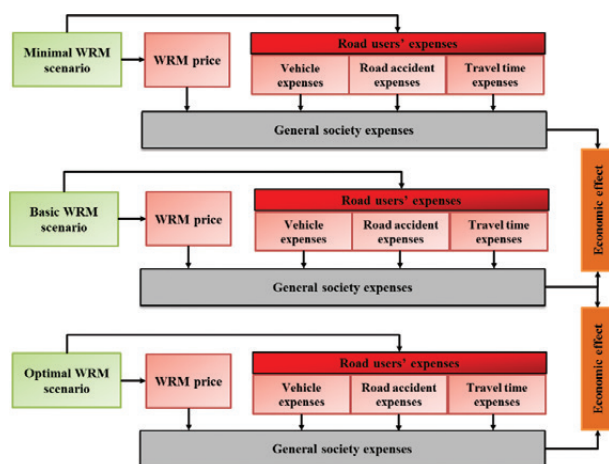 Minimal WRM
scenario
WRM price
Road users' expenses
Vehicle
expenses
Road accident
expenses
Travel time
expenses
General society expenses
Economic effect
Basic WRM
scenario
WRM price
Road users' expenses
Vehicle
expenses
Road accident
expenses
Travel time
expenses
General society expenses
Economic effect
Optimal WRM
scenario
WRM price
Road users' expenses
Vehicle
expenses
Road accident
expenses
Travel time
expenses
General society expenses